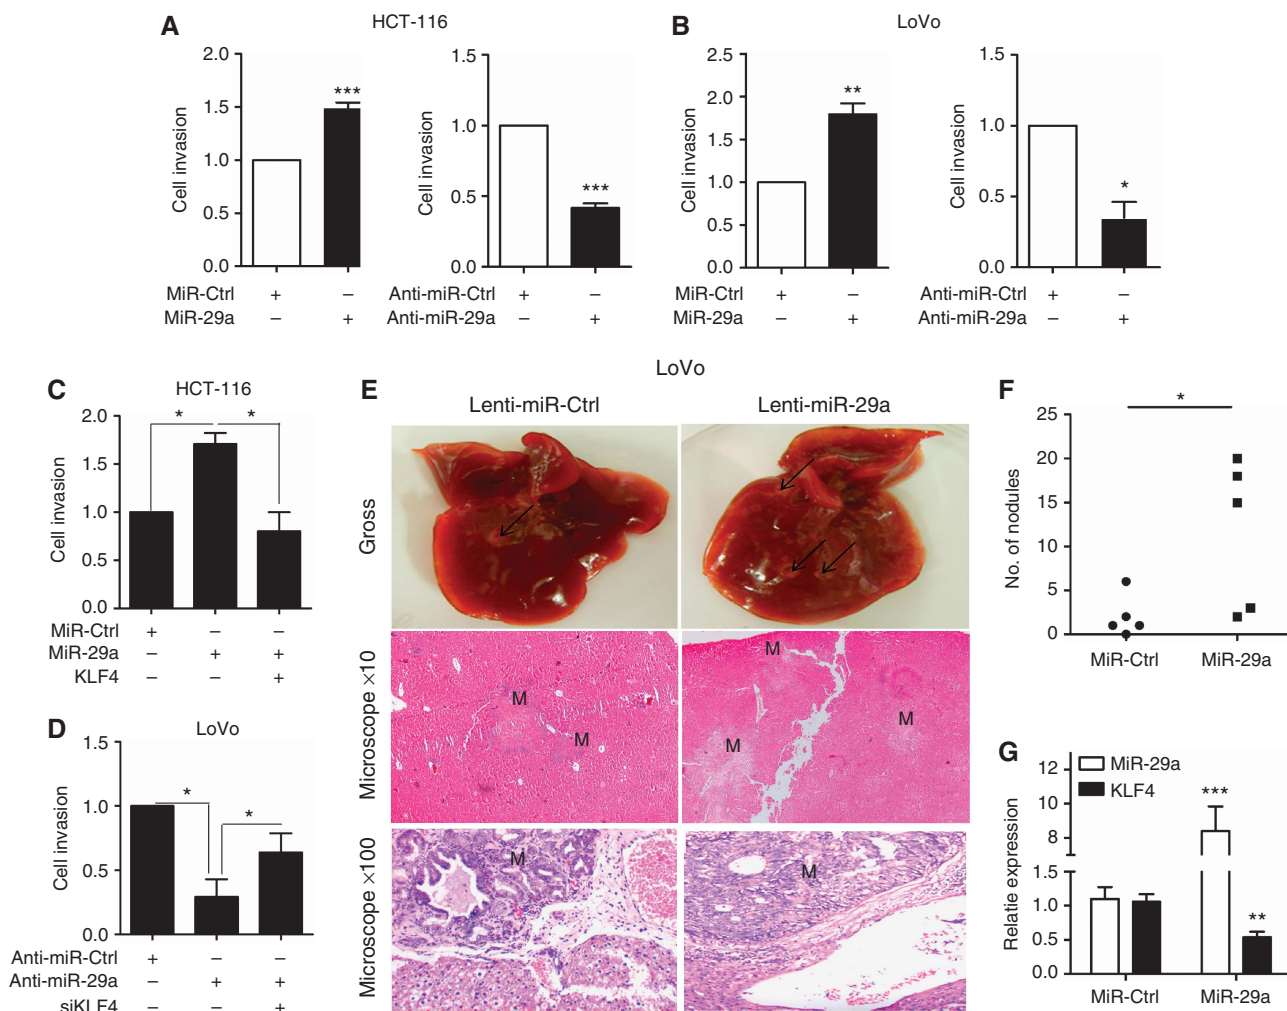 A
HCT-116
B
LoVo
2.0
1.5
1.0
0.5
0.0
Cell invasion
***
MiR-Ctrl + –
MiR-29a – +
1.5
1.0
0.5
0.0
Cell invasion
***
Anti-miR-Ctrl + –
Anti-miR-29a – +
2.5
2.0
1.5
1.0
0.5
0.0
Cell invasion
**
MiR-Ctrl + –
MiR-29a – +
1.5
1.0
0.5
0.0
Cell invasion
*
Anti-miR-Ctrl + –
Anti-miR-29a – +
C
HCT-116
2.0
1.5
1.0
0.5
0.0
Cell invasion
* *
MiR-Ctrl + – –
MiR-29a – + +
KLF4 – – +
D
LoVo
1.5
1.0
0.5
0.0
Cell invasion
*
*
Anti-miR-Ctrl + – –
Anti-miR-29a – + +
siKLF4 – – +
E
LoVo
Lenti-miR-Ctrl
Lenti-miR-29a
Gross
Microscope ×10
M
M
M
M
M
Microscope ×100
M
M
F
*
25
20
15
10
5
0
No. of nodules
MiR-Ctrl
MiR-29a
G
MiR-29a
KLF4
12
10
8
6
1.5
1.0
0.5
0.0
Relatie expression
***
**
MiR-Ctrl
MiR-29a